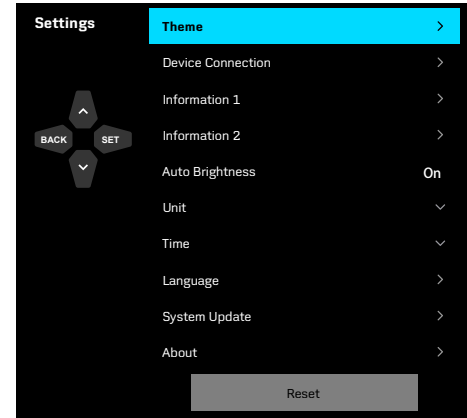 Settings
BACK
SET
Theme
Device Connection
Information 1
Information 2
Auto Brightness On
Unit
Time
Language
System Update
About
Reset